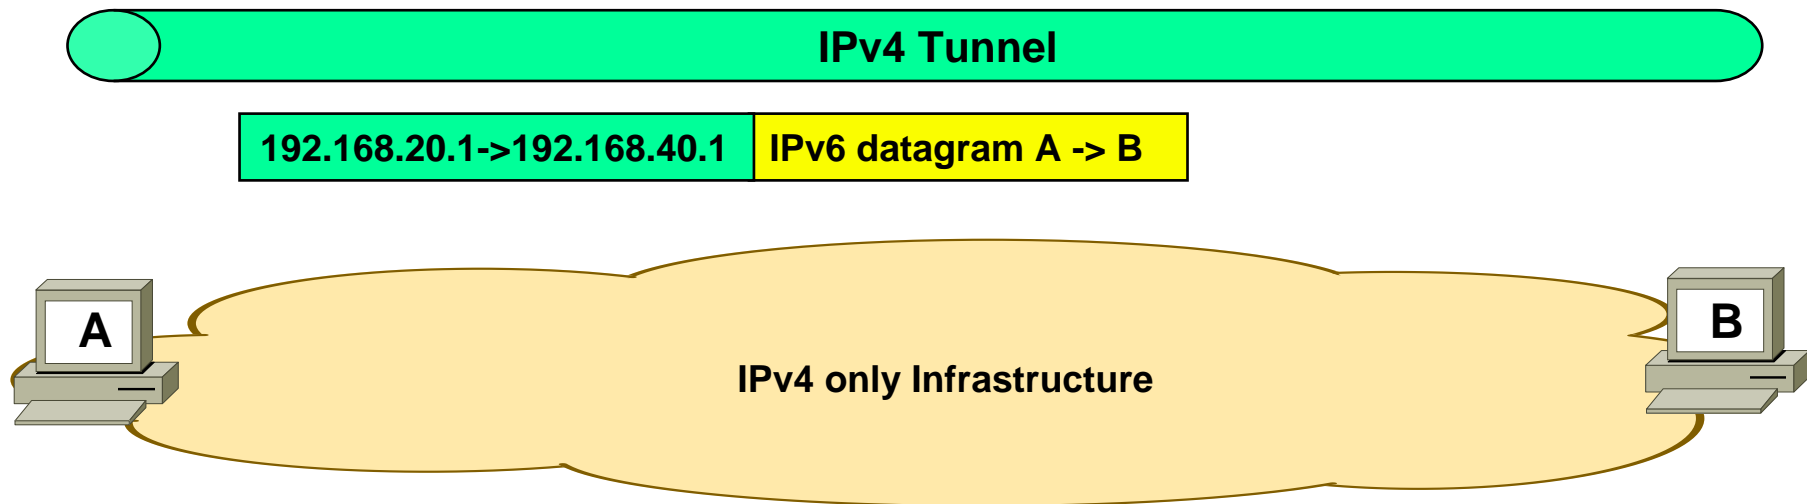 IPv4 Tunnel
192.168.20.1->192.168.40.1 IPv6 datagram A -> B
A
B
IPv4 only Infrastructure